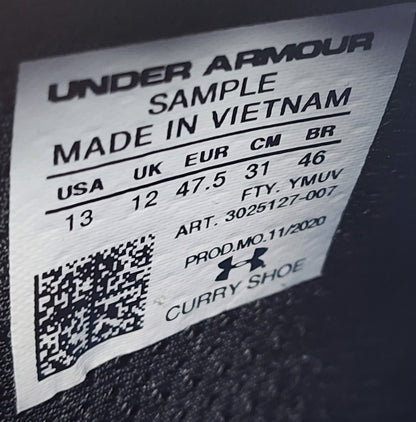 UNDER ARMOUR
SAMPLE
MADE IN VIETNAM
USA UK EUR CM BR
13 12 47.5 31 46
FTY. YMUV
ART. 3025127-007
PROD.MO.11/2020
CURRY SHOE